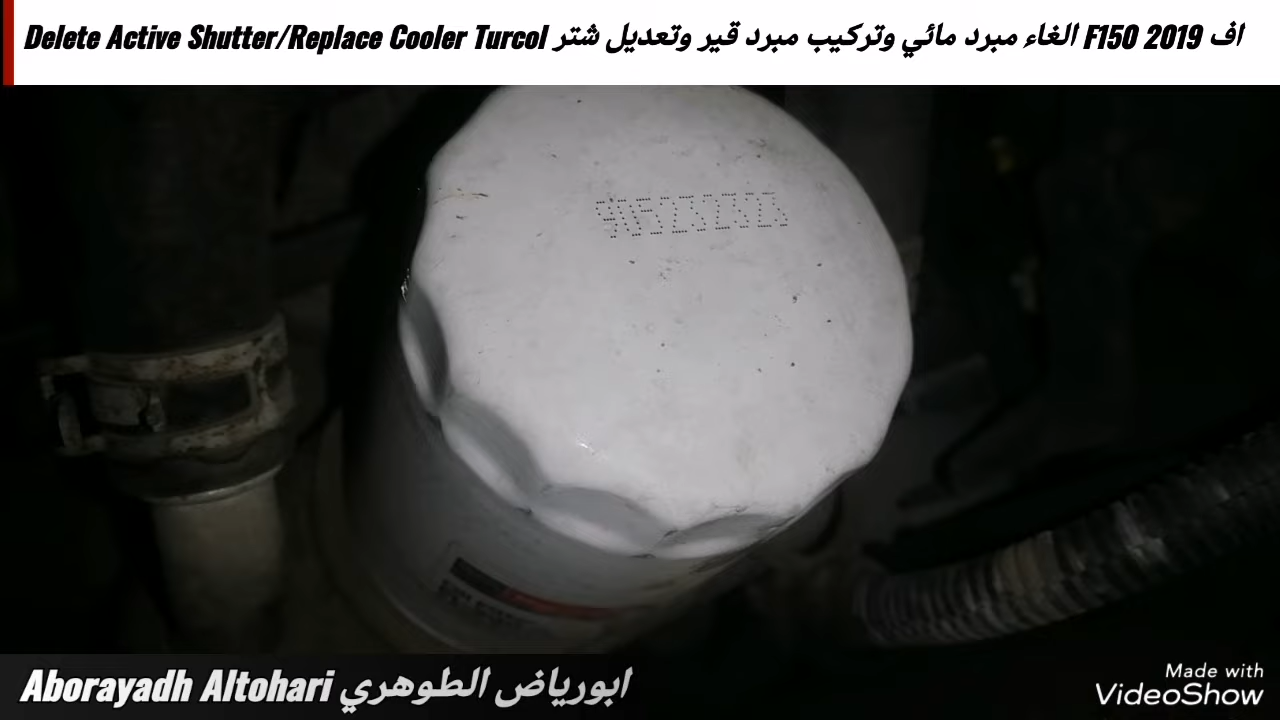 Delete Active Shutter/Replace Cooler Turcol الغاء مبرد مائي وتركيب مبرد قير وتعديل شتر F150 2019 اف
905232323
Aborayadh Altohari ابورياض الطوهري
Made with
VideoShow